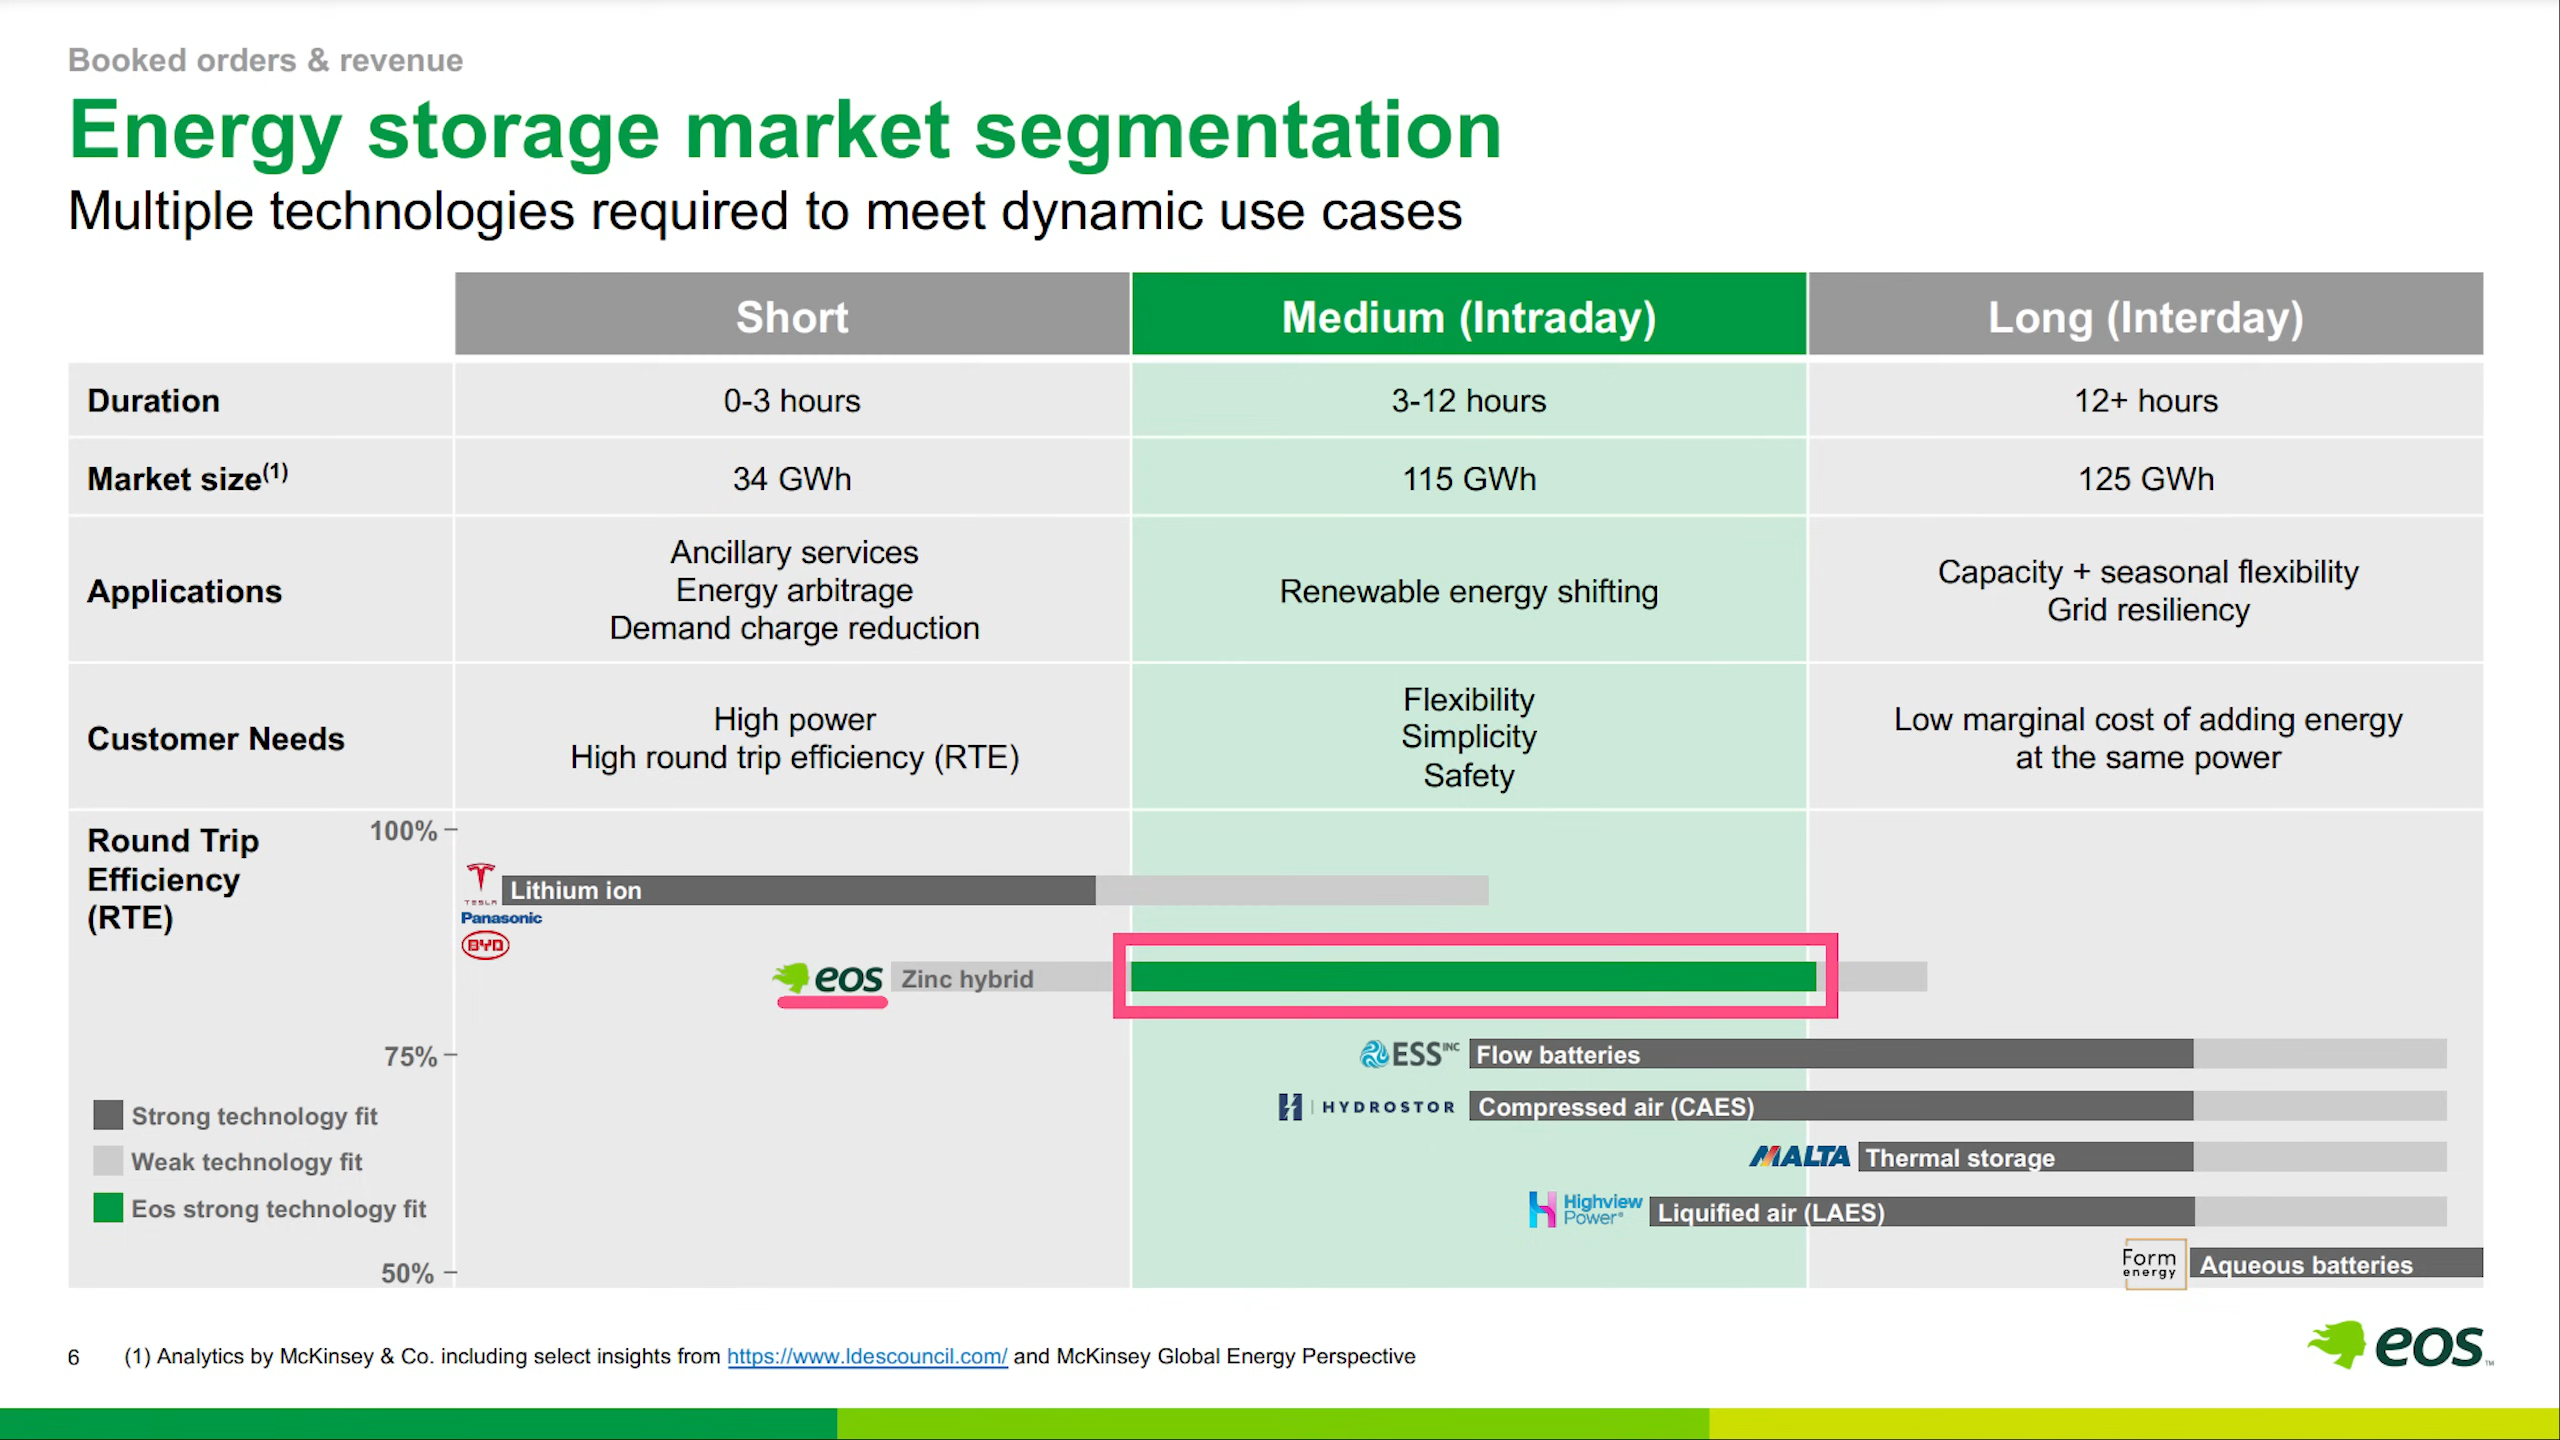 Booked orders & revenue
Energy storage market segmentation
Multiple technologies required to meet dynamic use cases
Short
Medium (Intraday)
Long (Interday)
Duration
0-3 hours
3-12 hours
12+ hours
Market size(1)
34 GWh
115 GWh
125 GWh
Applications
Ancillary services
Energy arbitrage
Demand charge reduction
Renewable energy shifting
Capacity + seasonal flexibility
Grid resiliency
Customer Needs
High power
High round trip efficiency (RTE)
Flexibility
Simplicity
Safety
Low marginal cost of adding energy
at the same power
Round Trip
Efficiency
(RTE)
100%
75%
50%
TESLA
Panasonic
BYD
Lithium ion
eos
Zinc hybrid
ESS INC
Flow batteries
HYDROSTOR
Compressed air (CAES)
MALTA
Thermal storage
Highview
Power
Liquified air (LAES)
Form
energy
Aqueous batteries
Strong technology fit
Weak technology fit
Eos strong technology fit
6
(1) Analytics by McKinsey & Co. including select insights from https://www.ldescouncil.com/ and McKinsey Global Energy Perspective
eos™